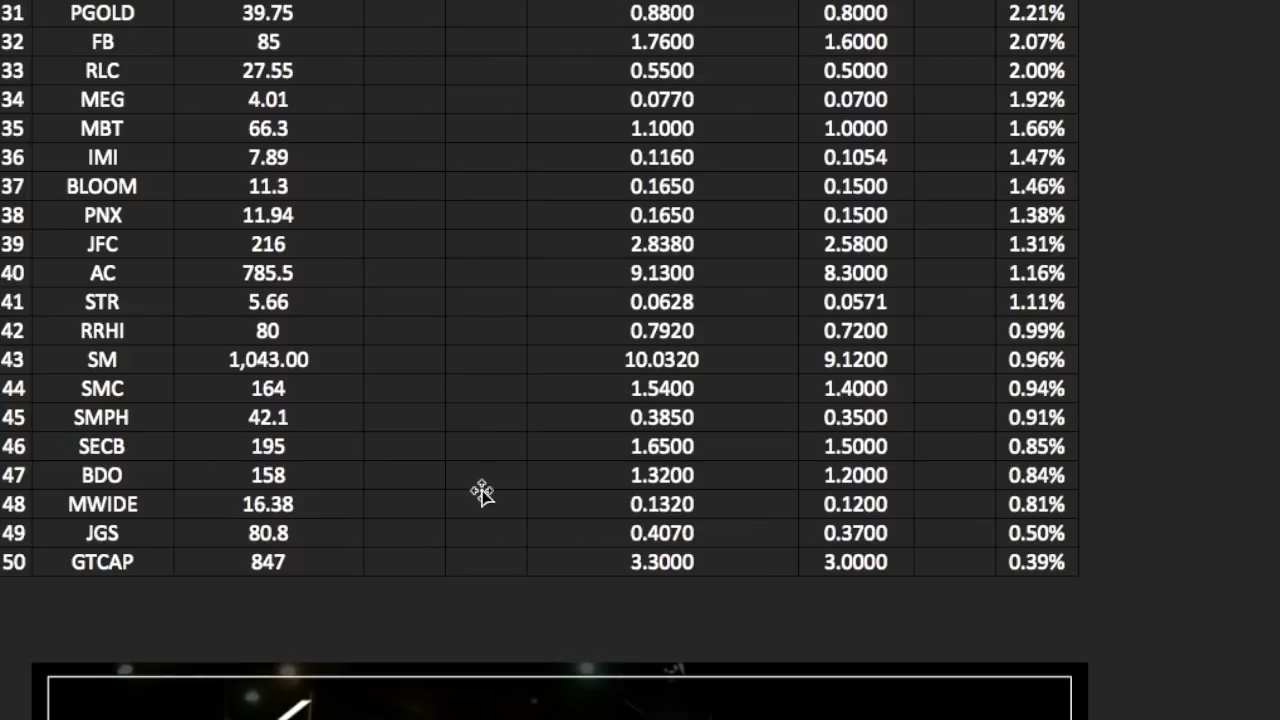 31 PGOLD 39.75 0.8800 0.8000 2.21%
32 FB 85 1.7600 1.6000 2.07%
33 RLC 27.55 0.5500 0.5000 2.00%
34 MEG 4.01 0.0770 0.0700 1.92%
35 MBT 66.3 1.1000 1.0000 1.66%
36 IMI 7.89 0.1160 0.1054 1.47%
37 BLOOM 11.3 0.1650 0.1500 1.46%
38 PNX 11.94 0.1650 0.1500 1.38%
39 JFC 216 2.8380 2.5800 1.31%
40 AC 785.5 9.1300 8.3000 1.16%
41 STR 5.66 0.0628 0.0571 1.11%
42 RRHI 80 0.7920 0.7200 0.99%
43 SM 1,043.00 10.0320 9.1200 0.96%
44 SMC 164 1.5400 1.4000 0.94%
45 SMPH 42.1 0.3850 0.3500 0.91%
46 SECB 195 1.6500 1.5000 0.85%
47 BDO 158 1.3200 1.2000 0.84%
48 MWIDE 16.38 0.1320 0.1200 0.81%
49 JGS 80.8 0.4070 0.3700 0.50%
50 GTCAP 847 3.3000 3.0000 0.39%